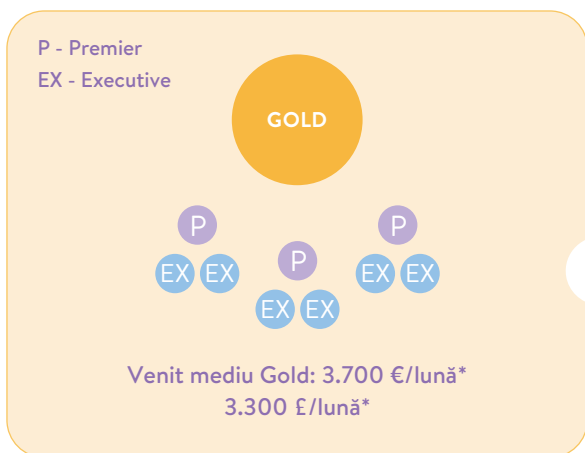 P - Premier
EX - Executive
GOLD
P
P
P
EX EX
EX EX
EX EX
Venit mediu Gold: 3.700 €/lună*
3.300 £/lună*